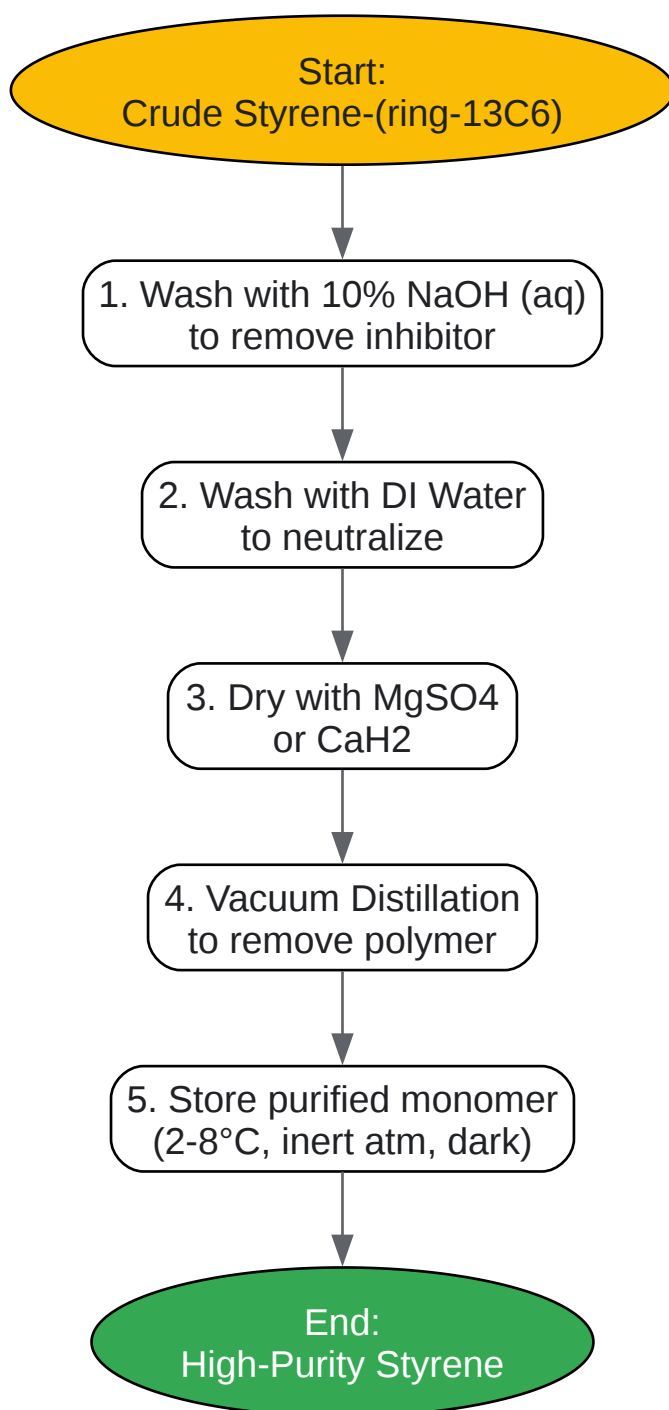 Start:
Crude Styrene-(ring-13C6)
1. Wash with 10% NaOH (aq)
to remove inhibitor
2. Wash with DI Water
to neutralize
3. Dry with MgSO4
or CaH2
4. Vacuum Distillation
to remove polymer
5. Store purified monomer
(2-8°C, inert atm, dark)
End:
High-Purity Styrene